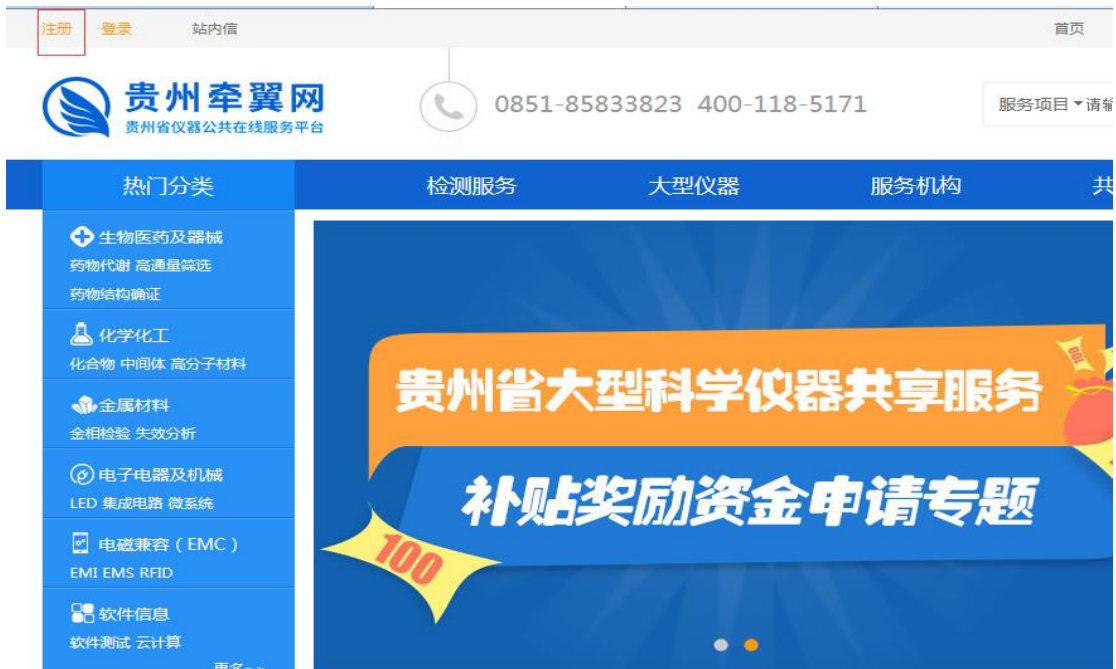 注册 登录 站内信 首页
贵州牵翼网
贵州省仪器公共在线服务平台
0851-85833823 400-118-5171
服务项目 请输
热门分类 检测服务 大型仪器 服务机构 共
生物医药及器械
药物代谢 高通量筛选
药物结构确证
化学化工
化合物 中间体 高分子材料
金属材料
金相检验 失效分析
电子电器及机械
LED 集成电路 微系统
电磁兼容（EMC）
EMI EMS RFID
软件信息
软件测试 云计算
更多>>
贵州省大型科学仪器共享服务
补贴奖励资金申请专题
100
100